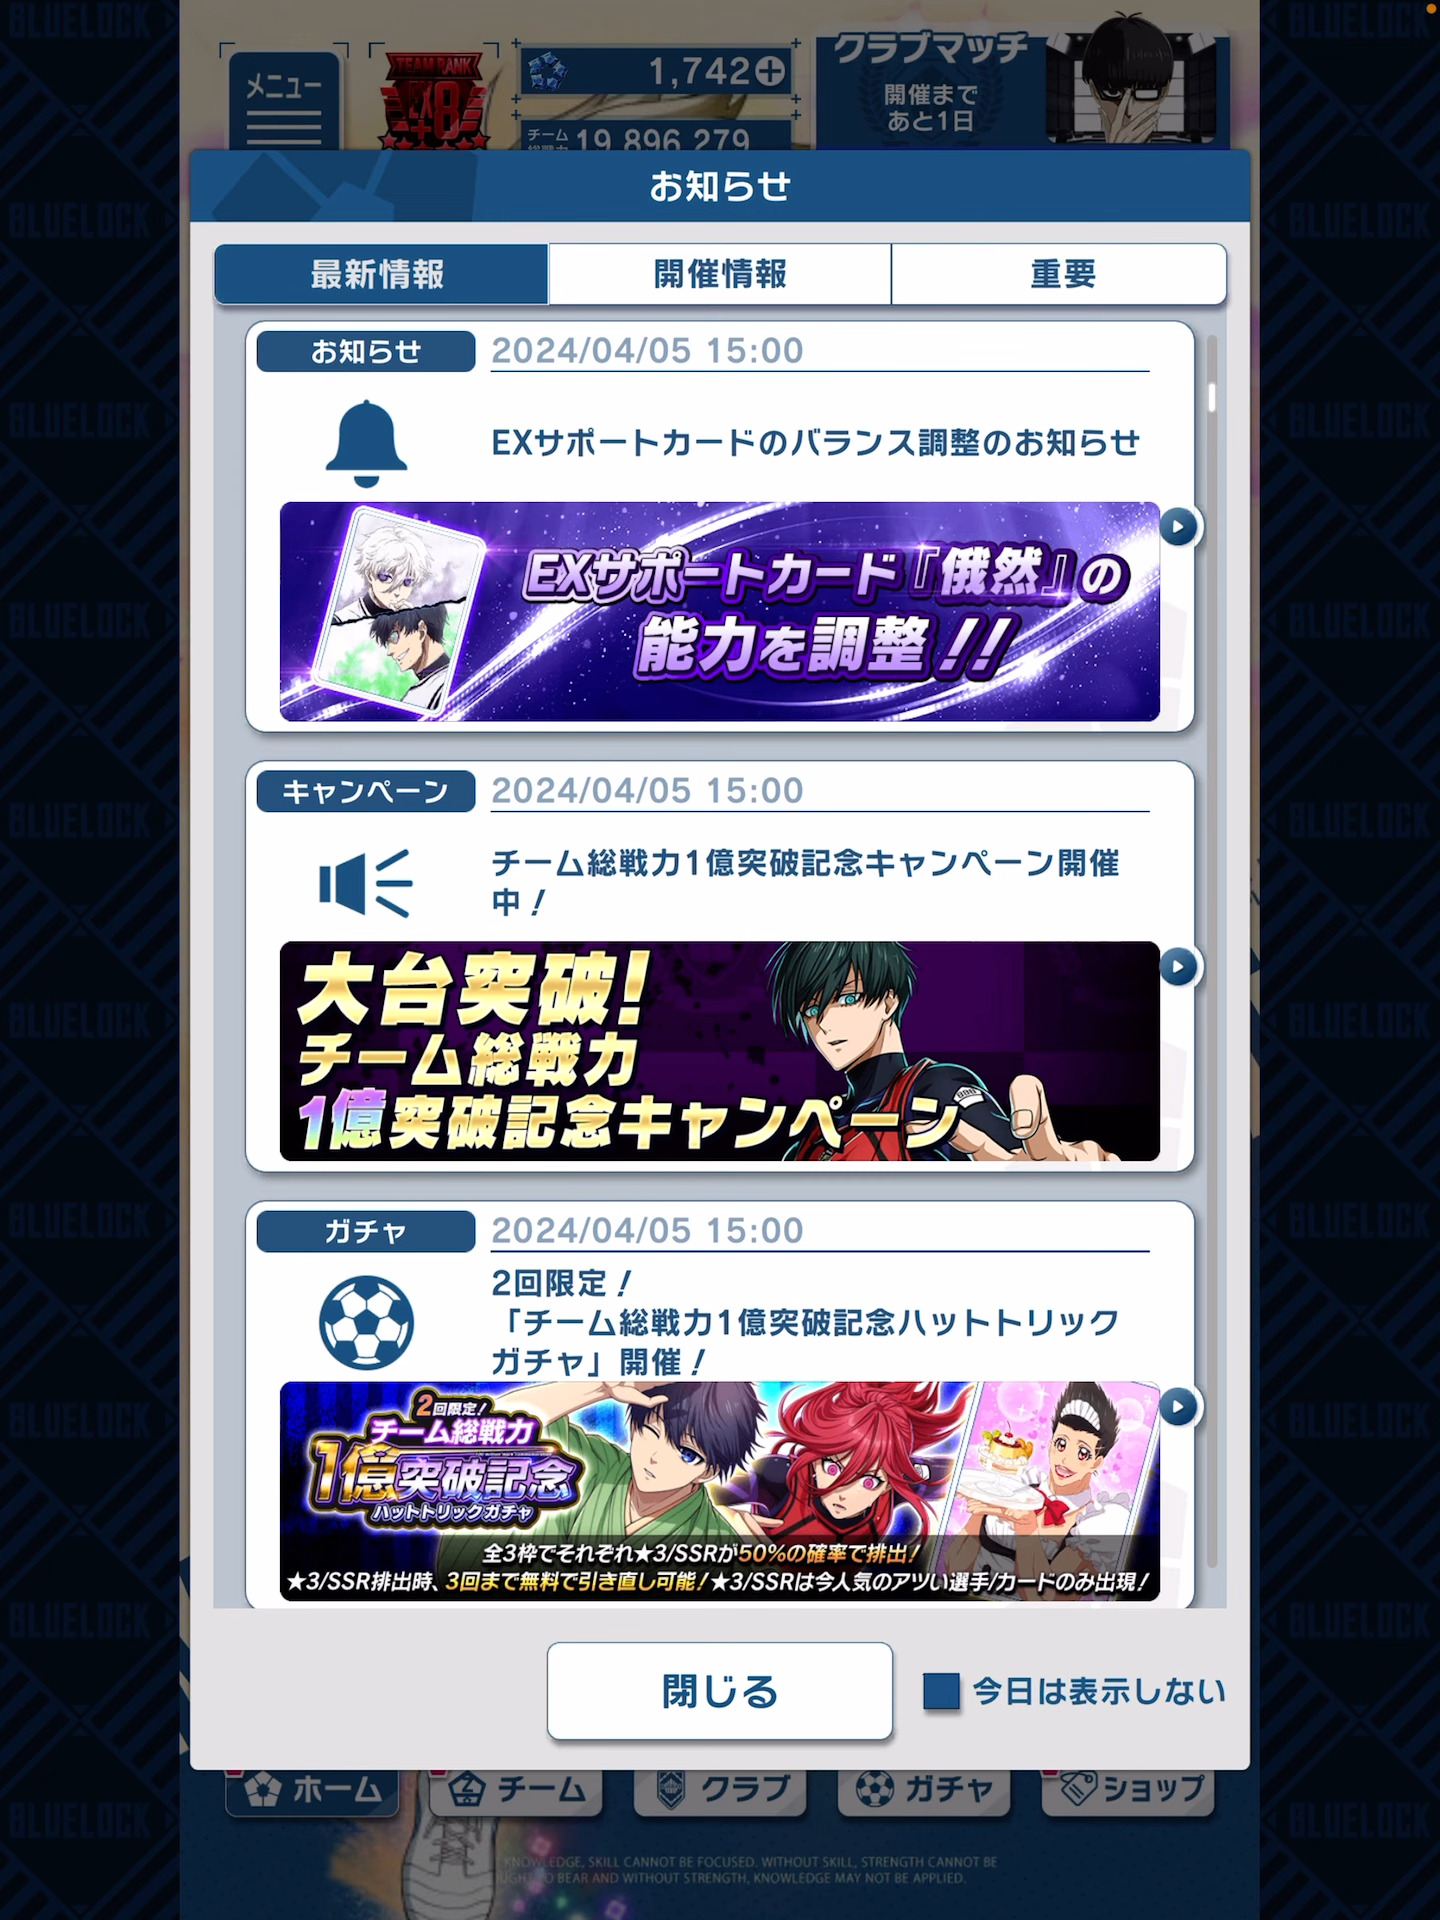 メニュー
TEAM RANK
EX
+8
1,742
チーム
19,896,279
クラブマッチ
開催まで
あと1日
お知らせ
最新情報
開催情報
重要
お知らせ
2024/04/05 15:00
EXサポートカードのバランス調整のお知らせ
EXサポートカード『俄然』の
能力を調整!!
キャンペーン
2024/04/05 15:00
チーム総戦力1億突破記念キャンペーン開催
中！
大台突破!
チーム総戦力
1億突破記念キャンペーン
ガチャ
2024/04/05 15:00
2回限定！
「チーム総戦力1億突破記念ハットトリック
ガチャ」開催！
2回限定!
チーム総戦力
1億突破記念
ハットトリックガチャ
全3枠でそれぞれ★3/SSRが50%の確率で排出!
★3/SSR排出時、3回まで無料で引き直し可能!★3/SSRは今人気のアツい選手/カードのみ出現!
閉じる
今日は表示しない
ホーム
チーム
クラブ
ガチャ
ショップ
KNOWLEDGE, SKILL CANNOT BE FOCUSED. WITHOUT SKILL, STRENGTH CANNOT BE
TO BEAR AND WITHOUT STRENGTH, KNOWLEDGE MAY NOT BE APPLIED.
BLUELOCK